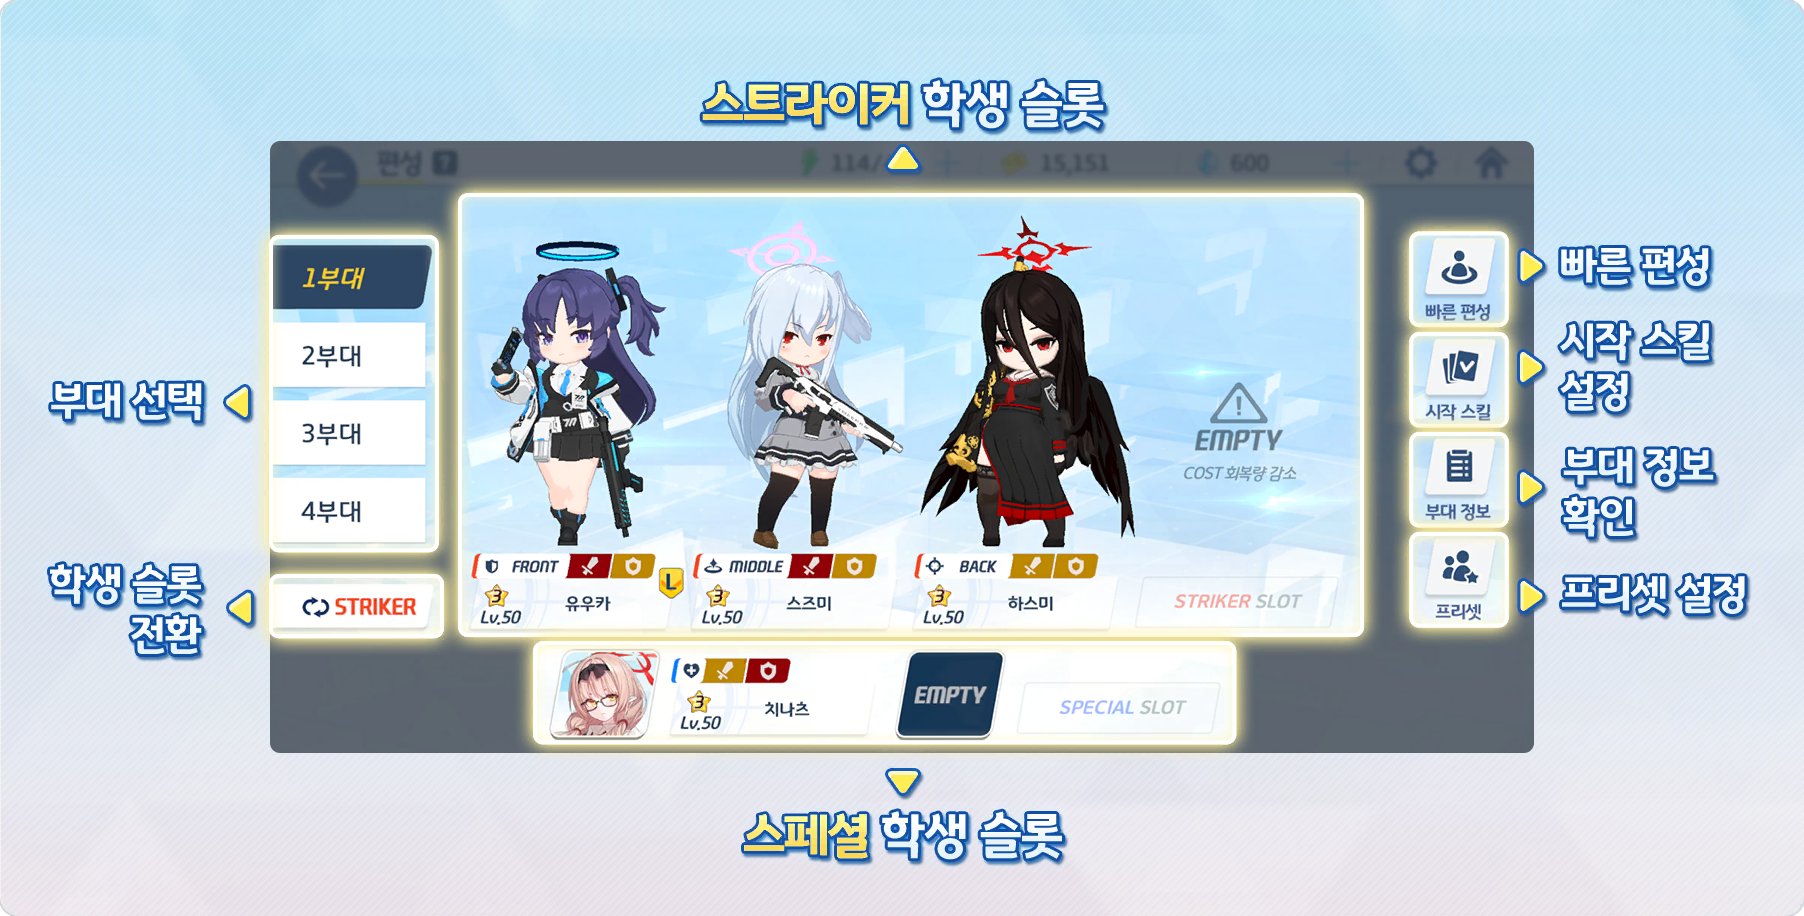 스트라이커 학생 슬롯
편성 ?
114/
15,151
600
1부대
2부대
3부대
4부대
STRIKER
부대 선택
학생 슬롯
전환
EMPTY
COST 회복량 감소
FRONT
3
Lv.50
유우카
L
MIDDLE
3
Lv.50
스즈미
BACK
3
Lv.50
하스미
STRIKER SLOT
3
Lv.50
치나츠
EMPTY
SPECIAL SLOT
빠른 편성
시작 스킬
부대 정보
프리셋
빠른 편성
시작 스킬
설정
부대 정보
확인
프리셋 설정
스페셜 학생 슬롯